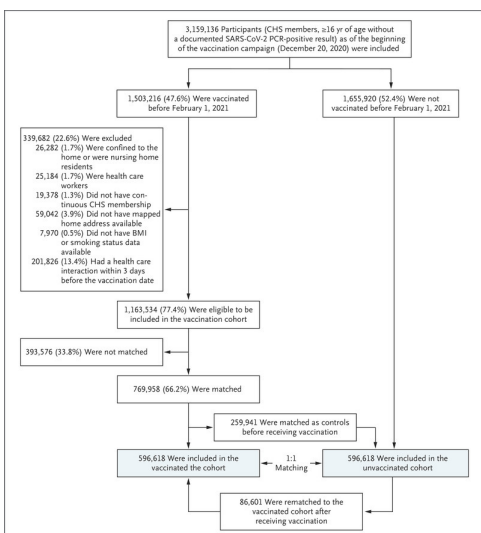 3,159,136 Participants (CHS members, ≥16 yr of age without
a documented SARS-CoV-2 PCR-positive result) as of the beginning
of the vaccination campaign (December 20, 2020) were included
1,503,216 (47.6%) Were vaccinated
before February 1, 2021
1,655,920 (52.4%) Were not
vaccinated before February 1, 2021
339,682 (22.6%) Were excluded
26,282 (1.7%) Were confined to the
home or were nursing home
residents
25,184 (1.7%) Were health care
workers
19,378 (1.3%) Did not have con-
tinuous CHS membership
59,042 (3.9%) Did not have mapped
home address available
7,970 (0.5%) Did not have BMI
or smoking status data
available
201,826 (13.4%) Had a health care
interaction within 3 days
before the vaccination date
1,163,534 (77.4%) Were eligible to be
included in the vaccination cohort
393,576 (33.8%) Were not matched
769,958 (66.2%) Were matched
259,941 Were matched as controls
before receiving vaccination
596,618 Were included in the
vaccinated the cohort
1:1
Matching
596,618 Were included in the
unvaccinated cohort
86,601 Were rematched to the
vaccinated cohort after
receiving vaccination